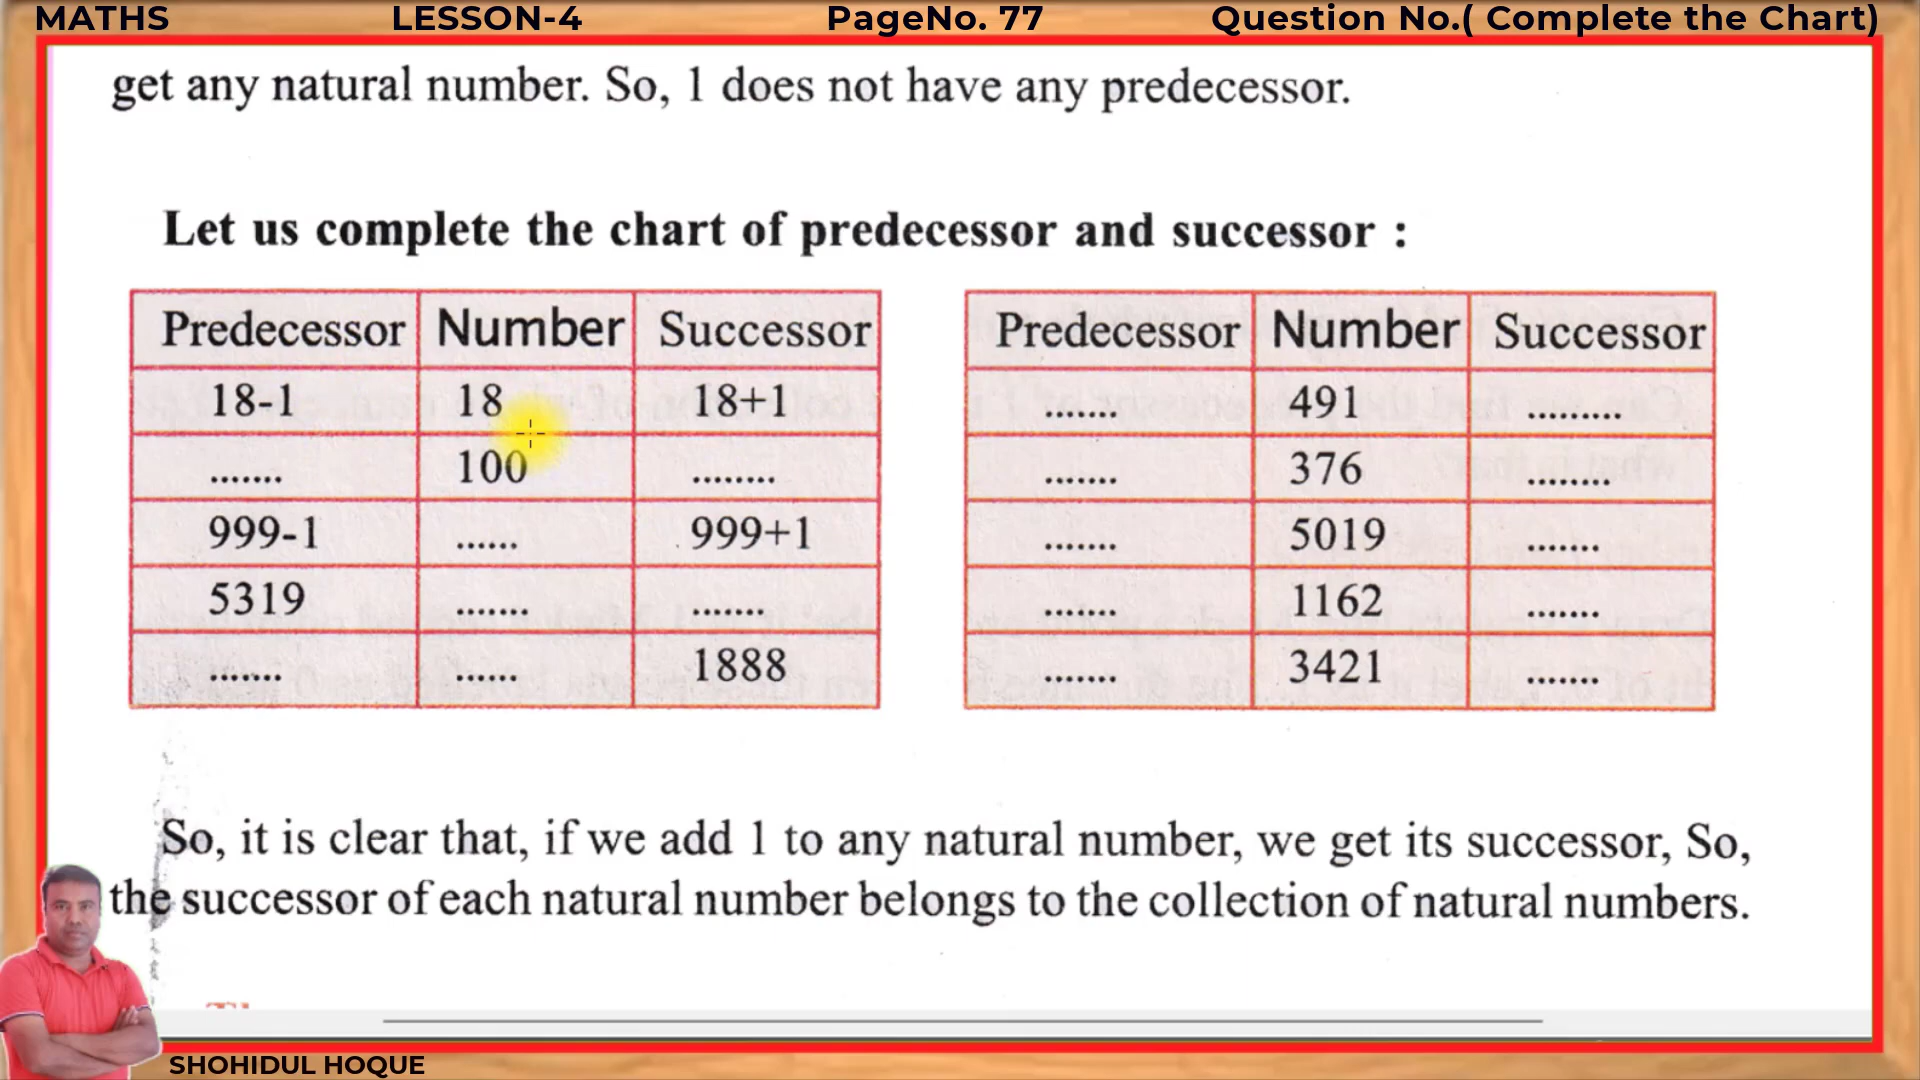 MATHS LESSON-4 PageNo. 77 Question No.( Complete the Chart)
get any natural number. So, 1 does not have any predecessor.
Let us complete the chart of predecessor and successor :
Predecessor Number Successor
18-1 18 18+1
....... 100 ........
999-1 ...... 999+1
5319 ....... .......
....... ...... 1888
Predecessor Number Successor
....... 491 .........
....... 376 ........
....... 5019 .......
....... 1162 .......
....... 3421 .......
So, it is clear that, if we add 1 to any natural number, we get its successor, So,
the successor of each natural number belongs to the collection of natural numbers.
SHOHIDUL HOQUE